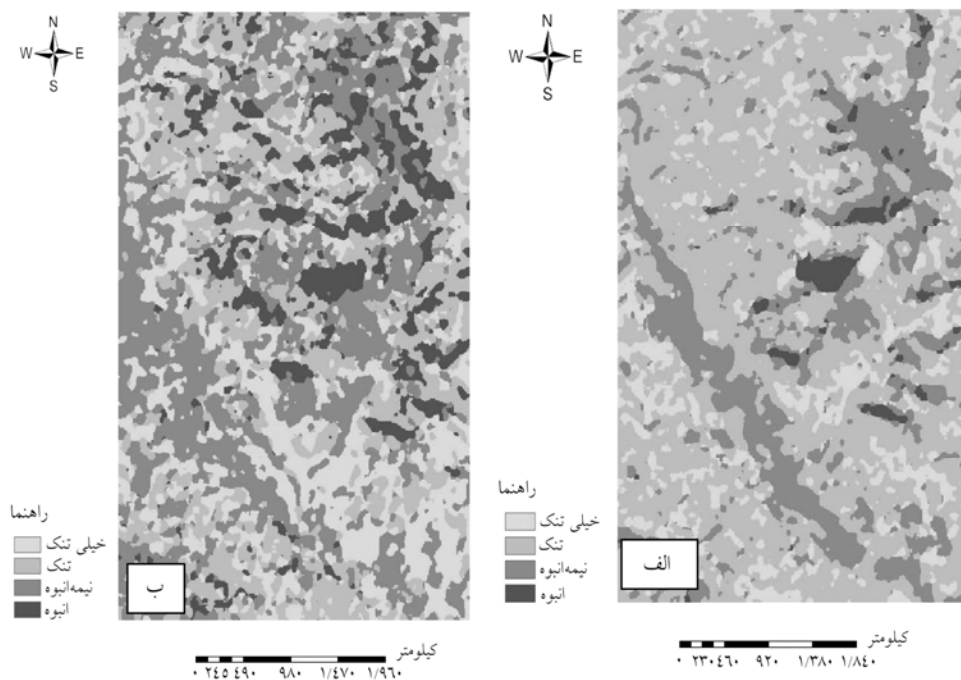 N
W E
S
راهنما
خیلی تنک
تنک
نیمه‌انبوه
انبوه
الف
کیلومتر
۰ ۲۳۰ ۴۶۰ ۹۲۰ ۱/۳۸۰ ۱/۸۴۰
N
W E
S
راهنما
خیلی تنک
تنک
نیمه‌انبوه
انبوه
ب
کیلومتر
۰ ۲۴۵ ۴۹۰ ۹۸۰ ۱/۴۷۰ ۱/۹۶۰